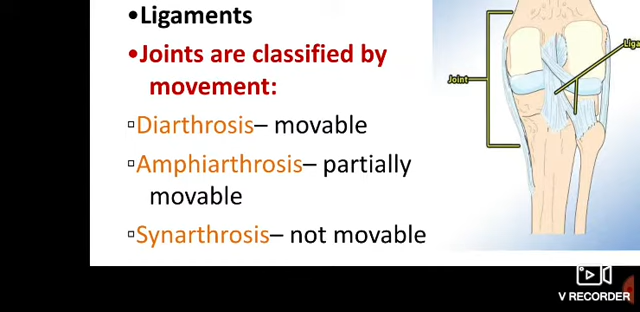 •Ligaments
•Joints are classified by
movement:
▫Diarthrosis– movable
▫Amphiarthrosis– partially
movable
▫Synarthrosis– not movable
Joint
V RECORDER